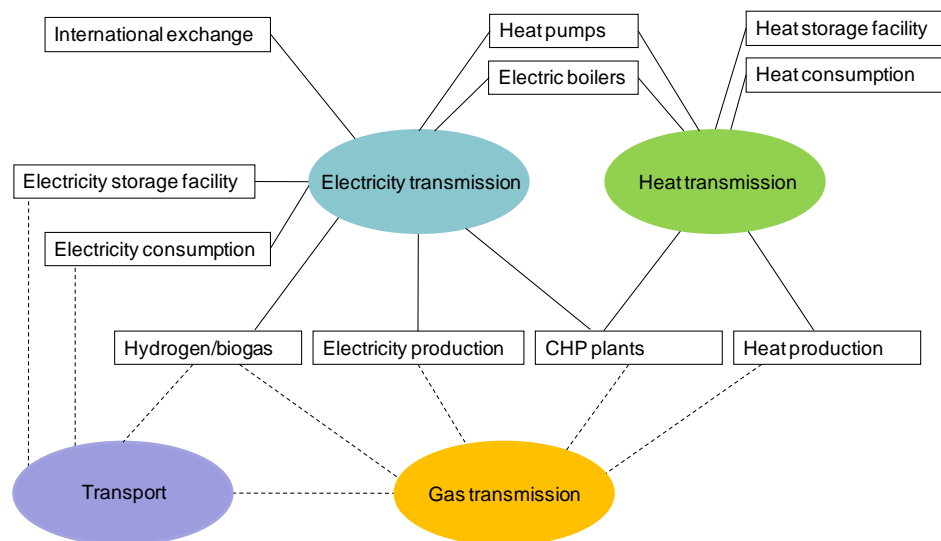 International exchange
Heat pumps
Heat storage facility
Electric boilers
Heat consumption
Electricity storage facility
Electricity transmission
Heat transmission
Electricity consumption
Hydrogen/biogas
Electricity production
CHP plants
Heat production
Transport
Gas transmission